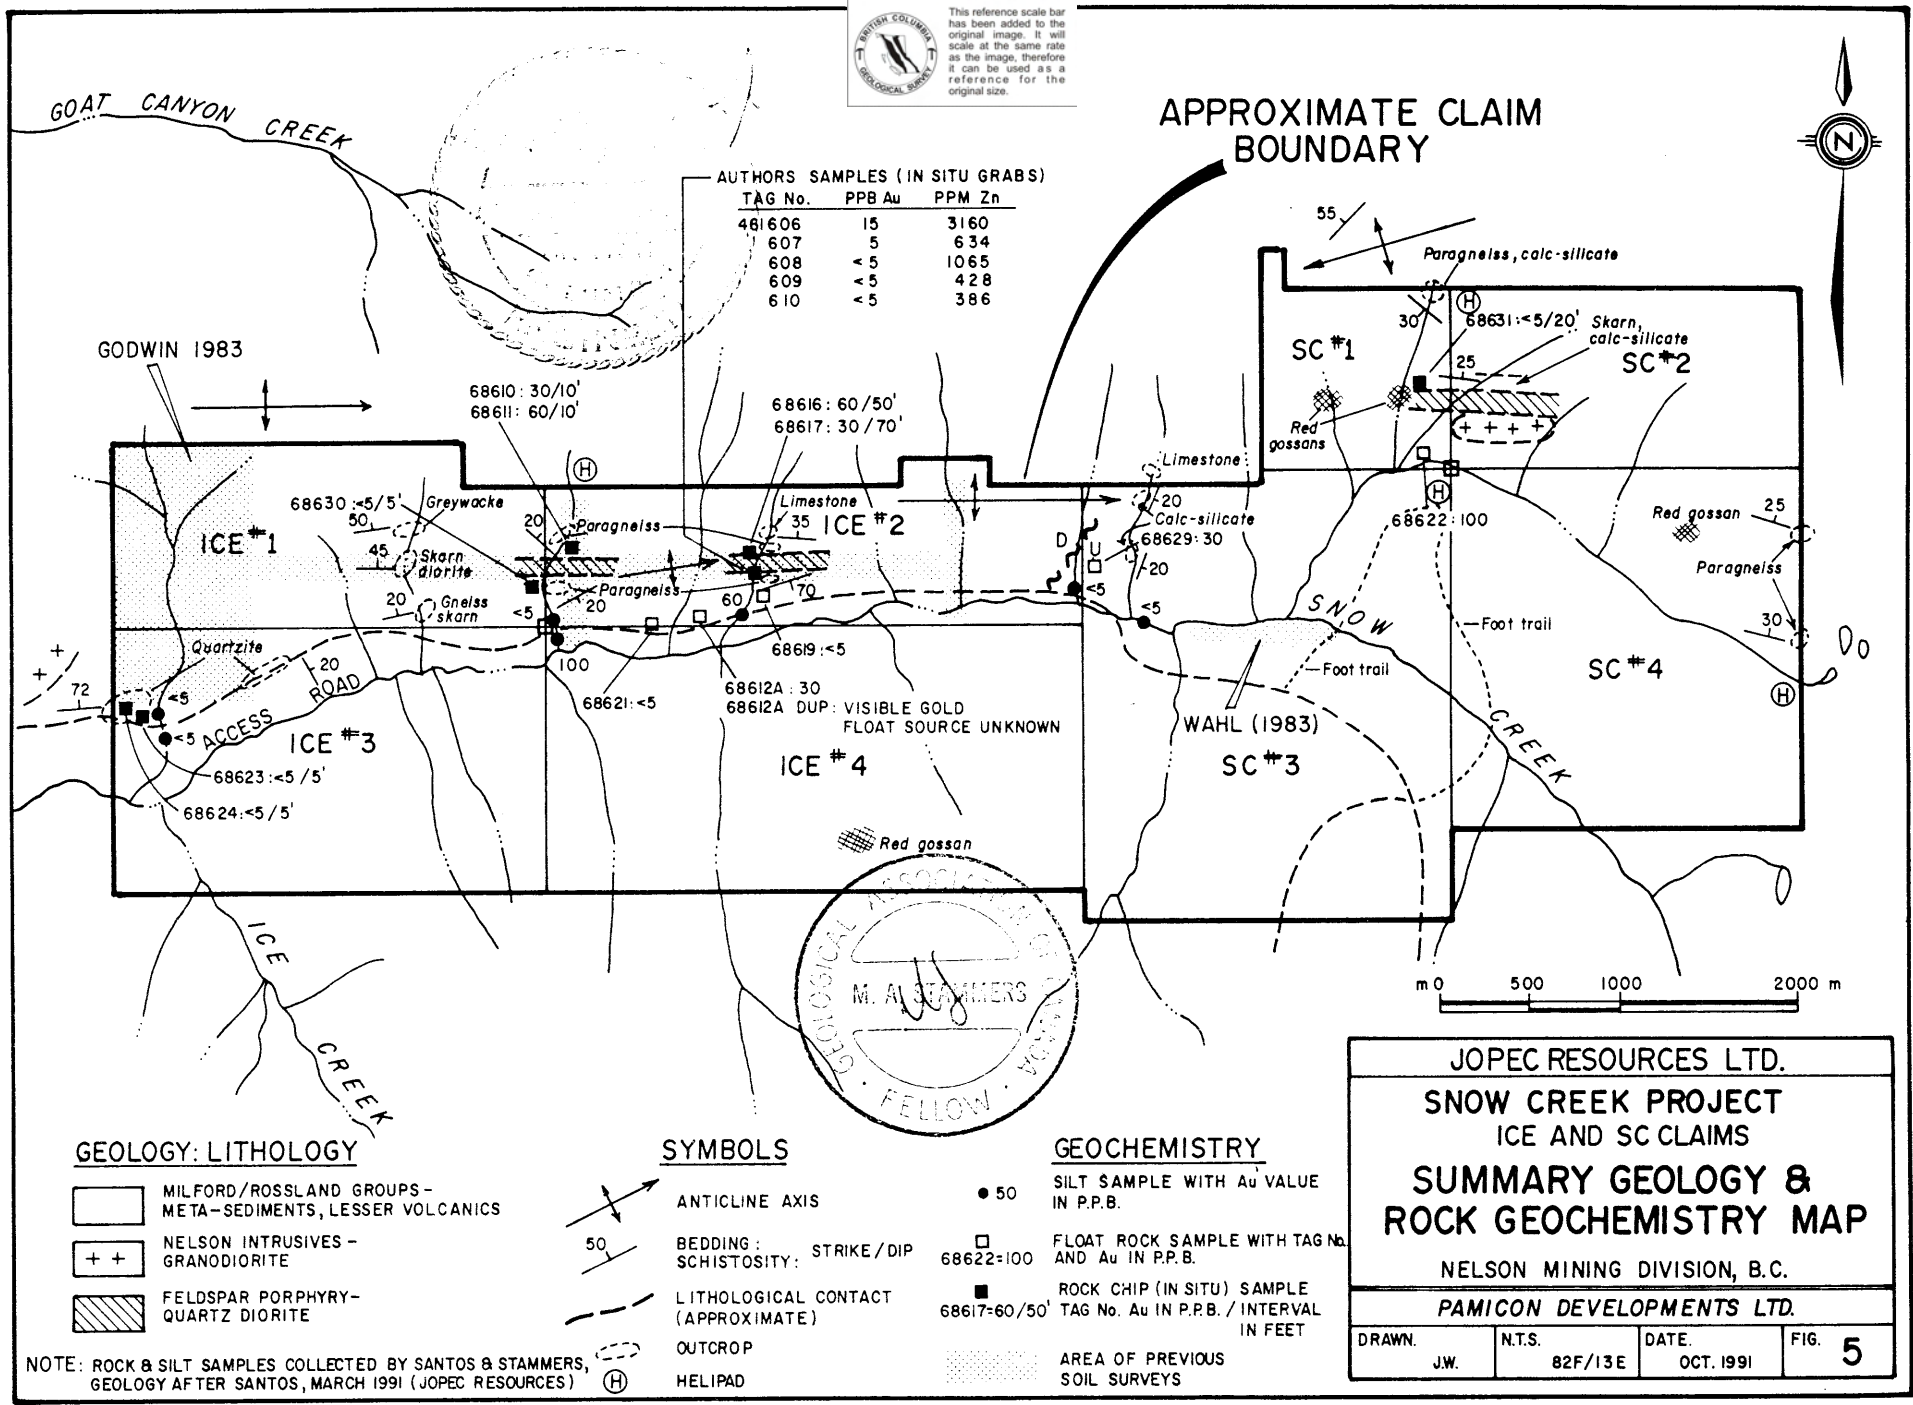 This reference scale bar
has been added to the
original image. It will
scale at the same rate
as the image, therefore
it can be used as a
reference for the
original size.
BRITISH COLUMBIA
GEOLOGICAL SURVEY
N
GOAT CANYON CREEK
APPROXIMATE CLAIM
BOUNDARY
AUTHORS SAMPLES (IN SITU GRABS)
TAG No. PPB Au PPM Zn
481606 15 3160
607 5 634
608 <5 1065
609 <5 428
610 <5 386
55
Paragneiss, calc-silicate
H
30
68631:<5/20'
Skarn,
calc-silicate
SC #1
SC #2
25
Red
gossans
GODWIN 1983
68610: 30/10'
68611: 60/10'
68616: 60/50'
68617: 30/70'
H
Limestone
20
Calc-silicate
68629: 30
20
D
U
H
68622:100
Red gossan
25
Paragneiss
30
68630:<5/5'
Greywacke
50
ICE #1
45
Skarn
diorite
20
Gneiss
skarn
20
Paragneiss
Limestone
35
ICE #2
Paragneiss
20
<5
60
70
<5
<5
SNOW
CREEK
Foot trail
Foot trail
SC #4
H
Quartzite
20
72
<5
<5
ACCESS ROAD
ICE #3
100
68621:<5
68619:<5
68612A: 30
68612A DUP: VISIBLE GOLD
FLOAT SOURCE UNKNOWN
WAHL (1983)
SC #3
ICE #4
68623:<5/5'
68624:<5/5'
Red gossan
ICE
CREEK
GEOLOGICAL ASSOCIATION OF CANADA
M. A. STAMMERS
FELLOW
m 0 500 1000 2000 m
GEOLOGY: LITHOLOGY
MILFORD/ROSSLAND GROUPS-
META-SEDIMENTS, LESSER VOLCANICS
+ +
NELSON INTRUSIVES-
GRANODIORITE
FELDSPAR PORPHYRY-
QUARTZ DIORITE
NOTE: ROCK & SILT SAMPLES COLLECTED BY SANTOS & STAMMERS,
GEOLOGY AFTER SANTOS, MARCH 1991 (JOPEC RESOURCES)
SYMBOLS
ANTICLINE AXIS
50
BEDDING:
SCHISTOSITY: STRIKE/DIP
LITHOLOGICAL CONTACT
(APPROXIMATE)
OUTCROP
H HELIPAD
GEOCHEMISTRY
50
SILT SAMPLE WITH Au VALUE
IN P.P.B.
68622=100
FLOAT ROCK SAMPLE WITH TAG No.
AND Au IN P.P.B.
68617=60/50'
ROCK CHIP (IN SITU) SAMPLE
TAG No. Au IN P.P.B. / INTERVAL
IN FEET
AREA OF PREVIOUS
SOIL SURVEYS
JOPEC RESOURCES LTD.
SNOW CREEK PROJECT
ICE AND SC CLAIMS
SUMMARY GEOLOGY &
ROCK GEOCHEMISTRY MAP
NELSON MINING DIVISION, B.C.
PAMICON DEVELOPMENTS LTD.
DRAWN. J.W.
N.T.S. 82F/13E
DATE. OCT. 1991
FIG. 5